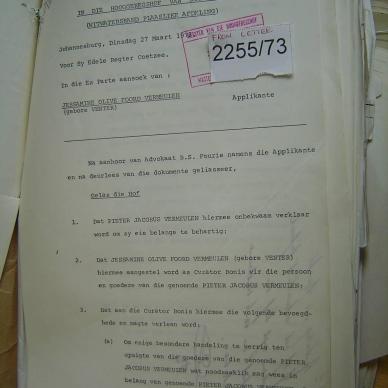 IN DIE HOOGGEREGSHOF VAN
(WITWATERSRAND PLAASLIKE AFDELING)
Johannesburg, Dinsdag 27 Maart
FROM LETTER
2255/73
Voor Sy Edele Regter Coetzee.
In die Ex Parte aansoek van :
JESSAMINE OLIVE FOORD VERMEULEN
Applikante
(gebore VENTER)
Na aanhoor van Advokaat B.S. Fourie namens die Applikante
en na deurlees van die dokumente geliasseer,
Gelas die Hof
1. Dat PIETER JACOBUS VERMEULEN hiermee onbekwaam verklaar
word om sy eie belange te behartig;
2. Dat JESSAMINE OLIVE FOORD VERMEULEN (gebore VENTER)
hiermee aangestel word as Curator Bonis vir die persoon
en goedere van die genoemde PIETER JACOBUS VERMEULEN;
3. Dat aan die Curator Bonis hiermee die volgende bevoegd-
hede en magte verleen word:
(a) Om enige besondere handeling te verrig ten
opsigte van die goedere van die genoemde PIETER
JACOBUS VERMEULEN wat noodsaaklik mag wees in
belang van genoemde PIETER JACOBUS VERMEULEN